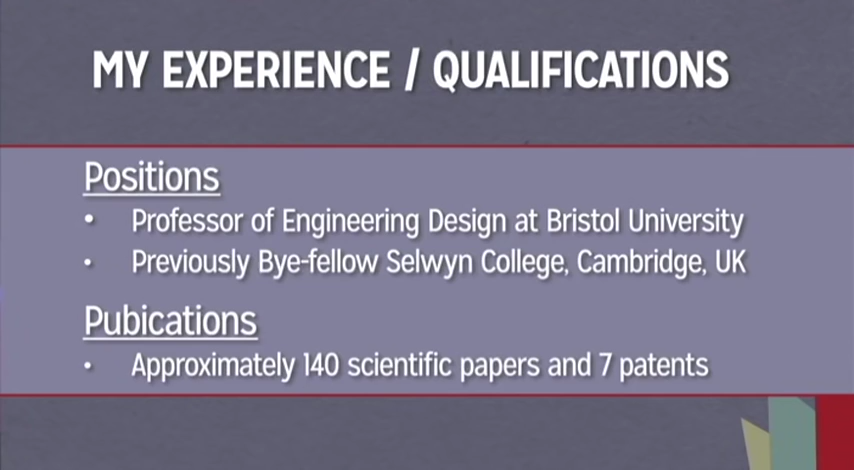 MY EXPERIENCE / QUALIFICATIONS
Positions
• Professor of Engineering Design at Bristol University
• Previously Bye-fellow Selwyn College, Cambridge, UK
Pubications
• Approximately 140 scientific papers and 7 patents